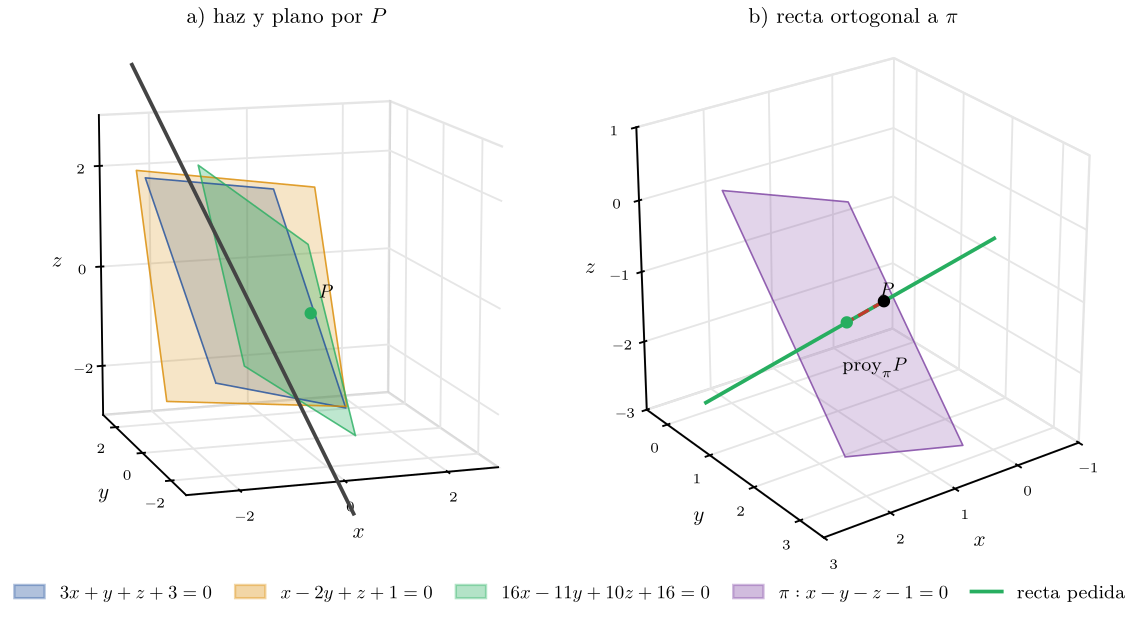 a) haz y plano por P
b) recta ortogonal a π
z
2
0
−2
P
2
0
−2
y
−2
0
2
x
1
0
−1
−2
−3
z
P
proy_π P
0
1
2
3
y
3
2
1
0
−1
x
3x + y + z + 3 = 0
x − 2y + z + 1 = 0
16x − 11y + 10z + 16 = 0
π : x − y − z − 1 = 0
recta pedida